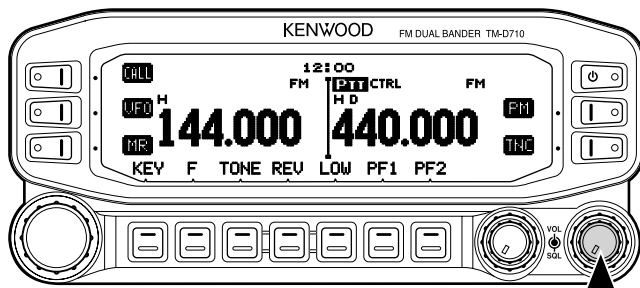 KENWOOD FM DUAL BANDER TM-D710
12:00
CALL FM PTT CTRL FM
H H D
VFO 144.000 440.000 PM
MR TNC
KEY F TONE REV LOW PF1 PF2
VOL
SQL